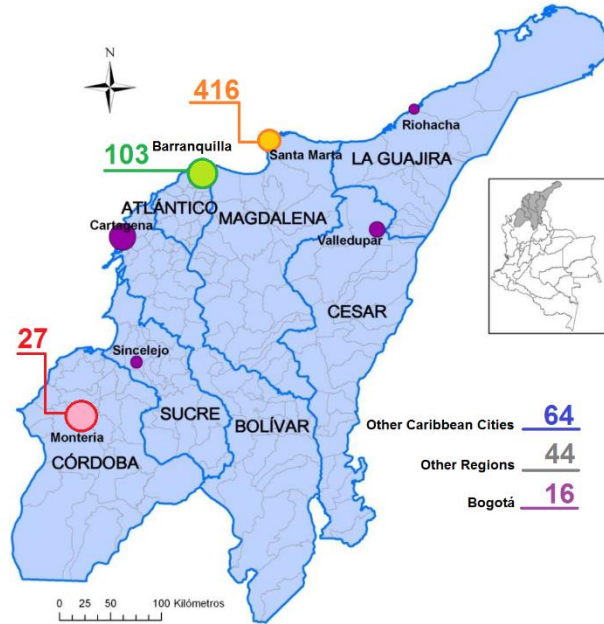 N
416
Riohacha
Barranquilla
103
Santa Marta
LA GUAJIRA
ATLÁNTICO
MAGDALENA
Cartagena
Valledupar
CESAR
27
Sincelejo
SUCRE
BOLÍVAR
Montería
CÓRDOBA
Other Caribbean Cities 64
Other Regions 44
Bogotá 16
0 25 50 100 Kilómetros